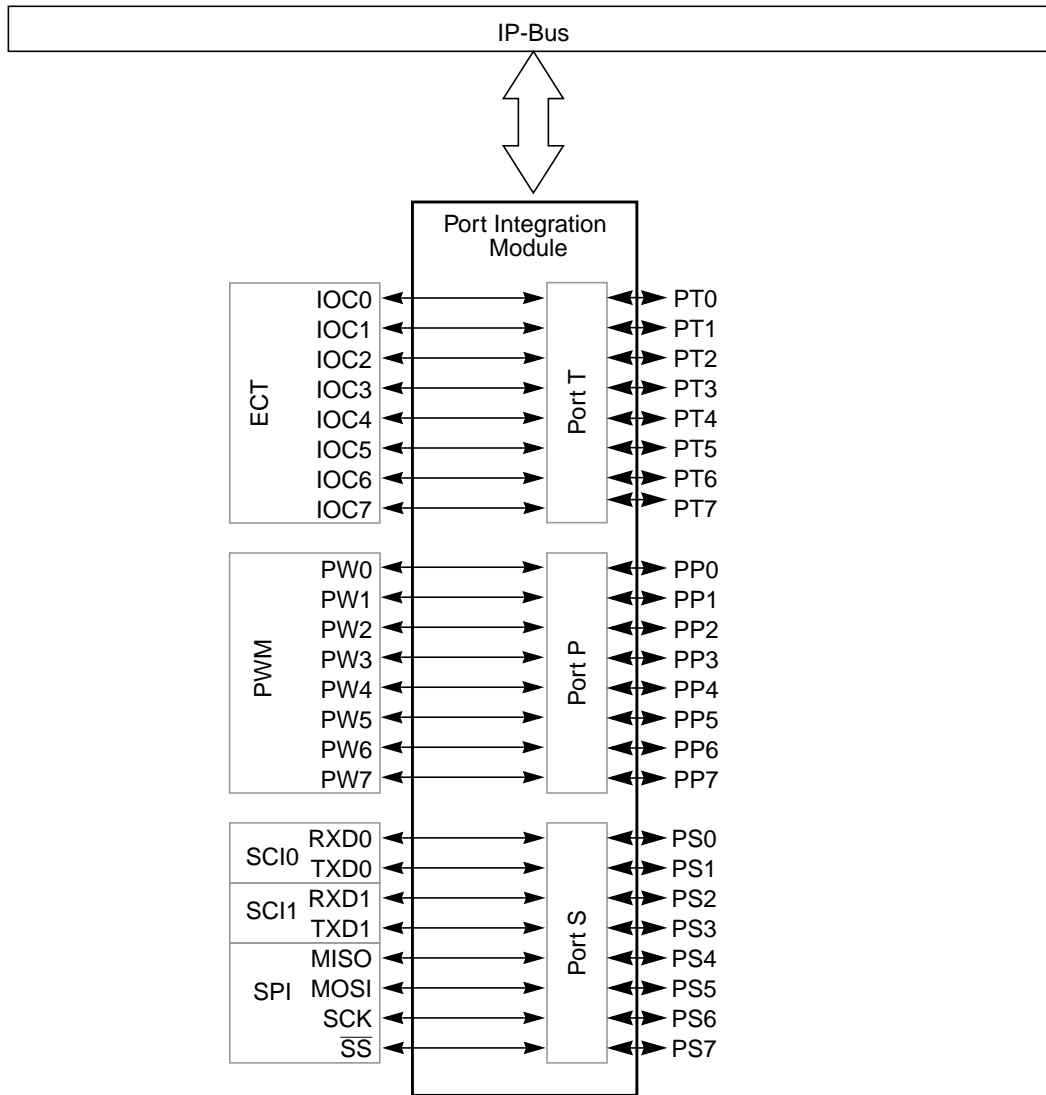 IP-Bus
Port Integration
Module
ECT
IOC0
IOC1
IOC2
IOC3
IOC4
IOC5
IOC6
IOC7
Port T
PT0
PT1
PT2
PT3
PT4
PT5
PT6
PT7
PWM
PW0
PW1
PW2
PW3
PW4
PW5
PW6
PW7
Port P
PP0
PP1
PP2
PP3
PP4
PP5
PP6
PP7
SCI0
RXD0
TXD0
SCI1
RXD1
TXD1
SPI
MISO
MOSI
SCK
S̅S̅
Port S
PS0
PS1
PS2
PS3
PS4
PS5
PS6
PS7